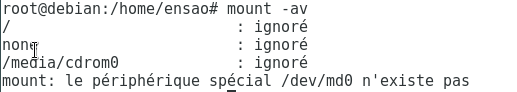 root@debian:/home/ensao# mount -av
/ : ignoré
none : ignoré
/media/cdrom0 : ignoré
mount: le périphérique spécial /dev/md0 n'existe pas